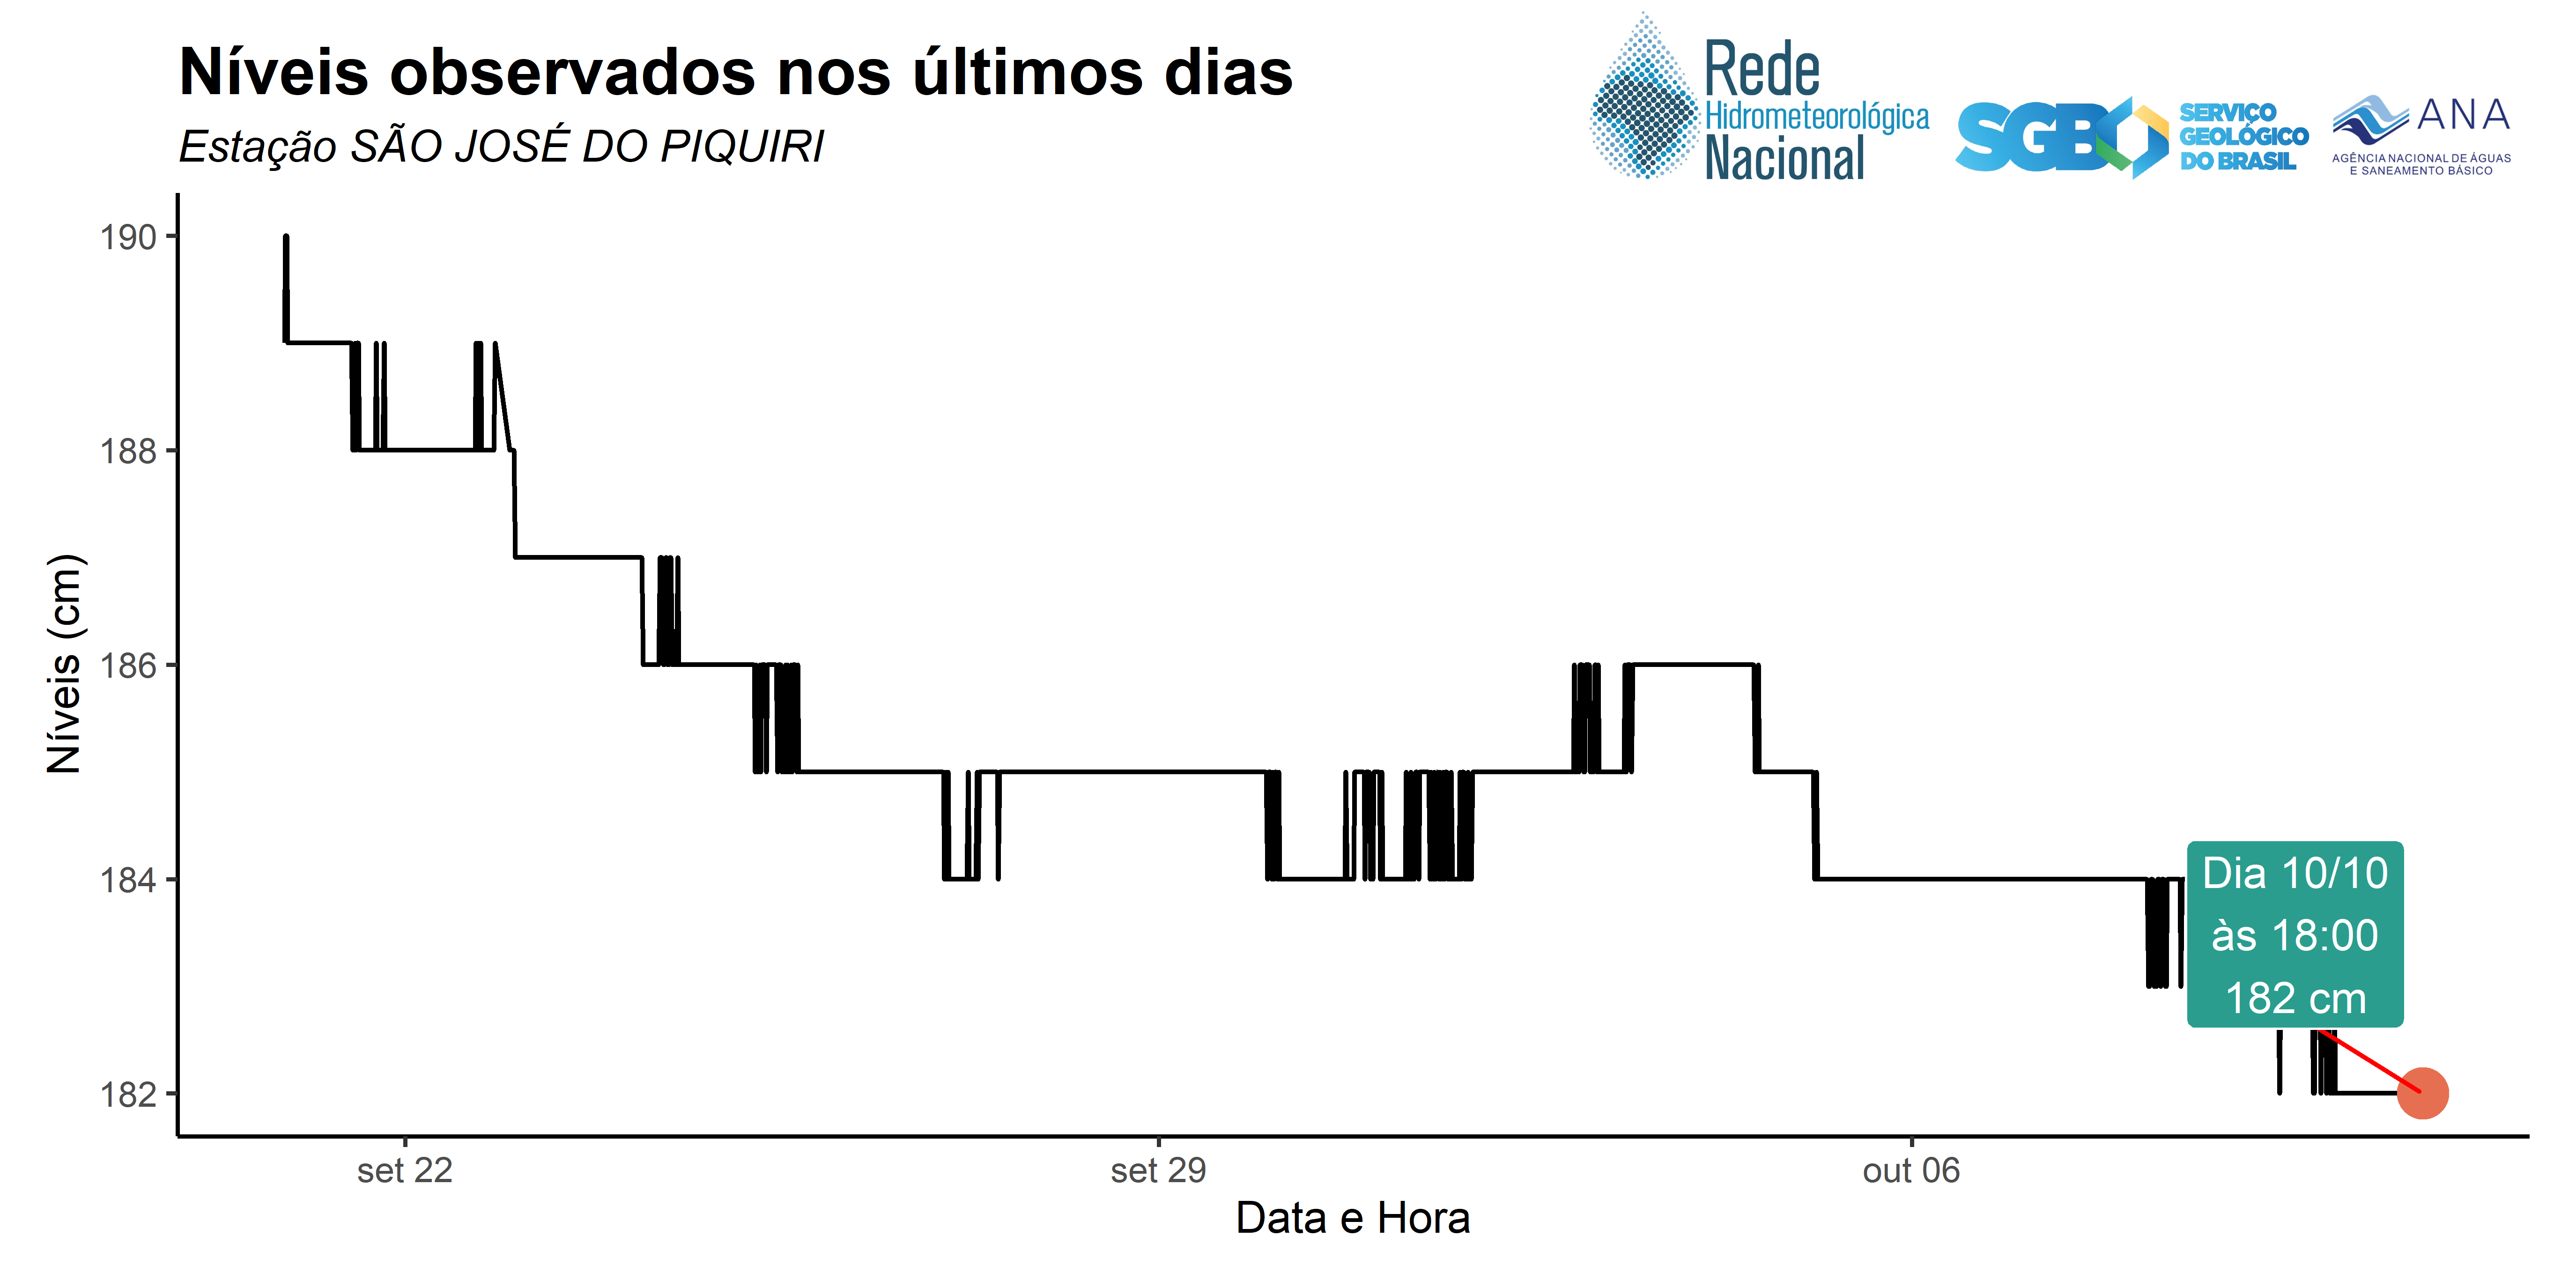 Níveis observados nos últimos dias
Estação SÃO JOSÉ DO PIQUIRI
Rede
Hidrometeorológica
Nacional
SGB
SERVIÇO
GEOLÓGICO
DO BRASIL
ANA
AGÊNCIA NACIONAL DE ÁGUAS
E SANEAMENTO BÁSICO
Níveis (cm)
190
188
186
184
182
Dia 10/10
às 18:00
182 cm
set 22
set 29
out 06
Data e Hora